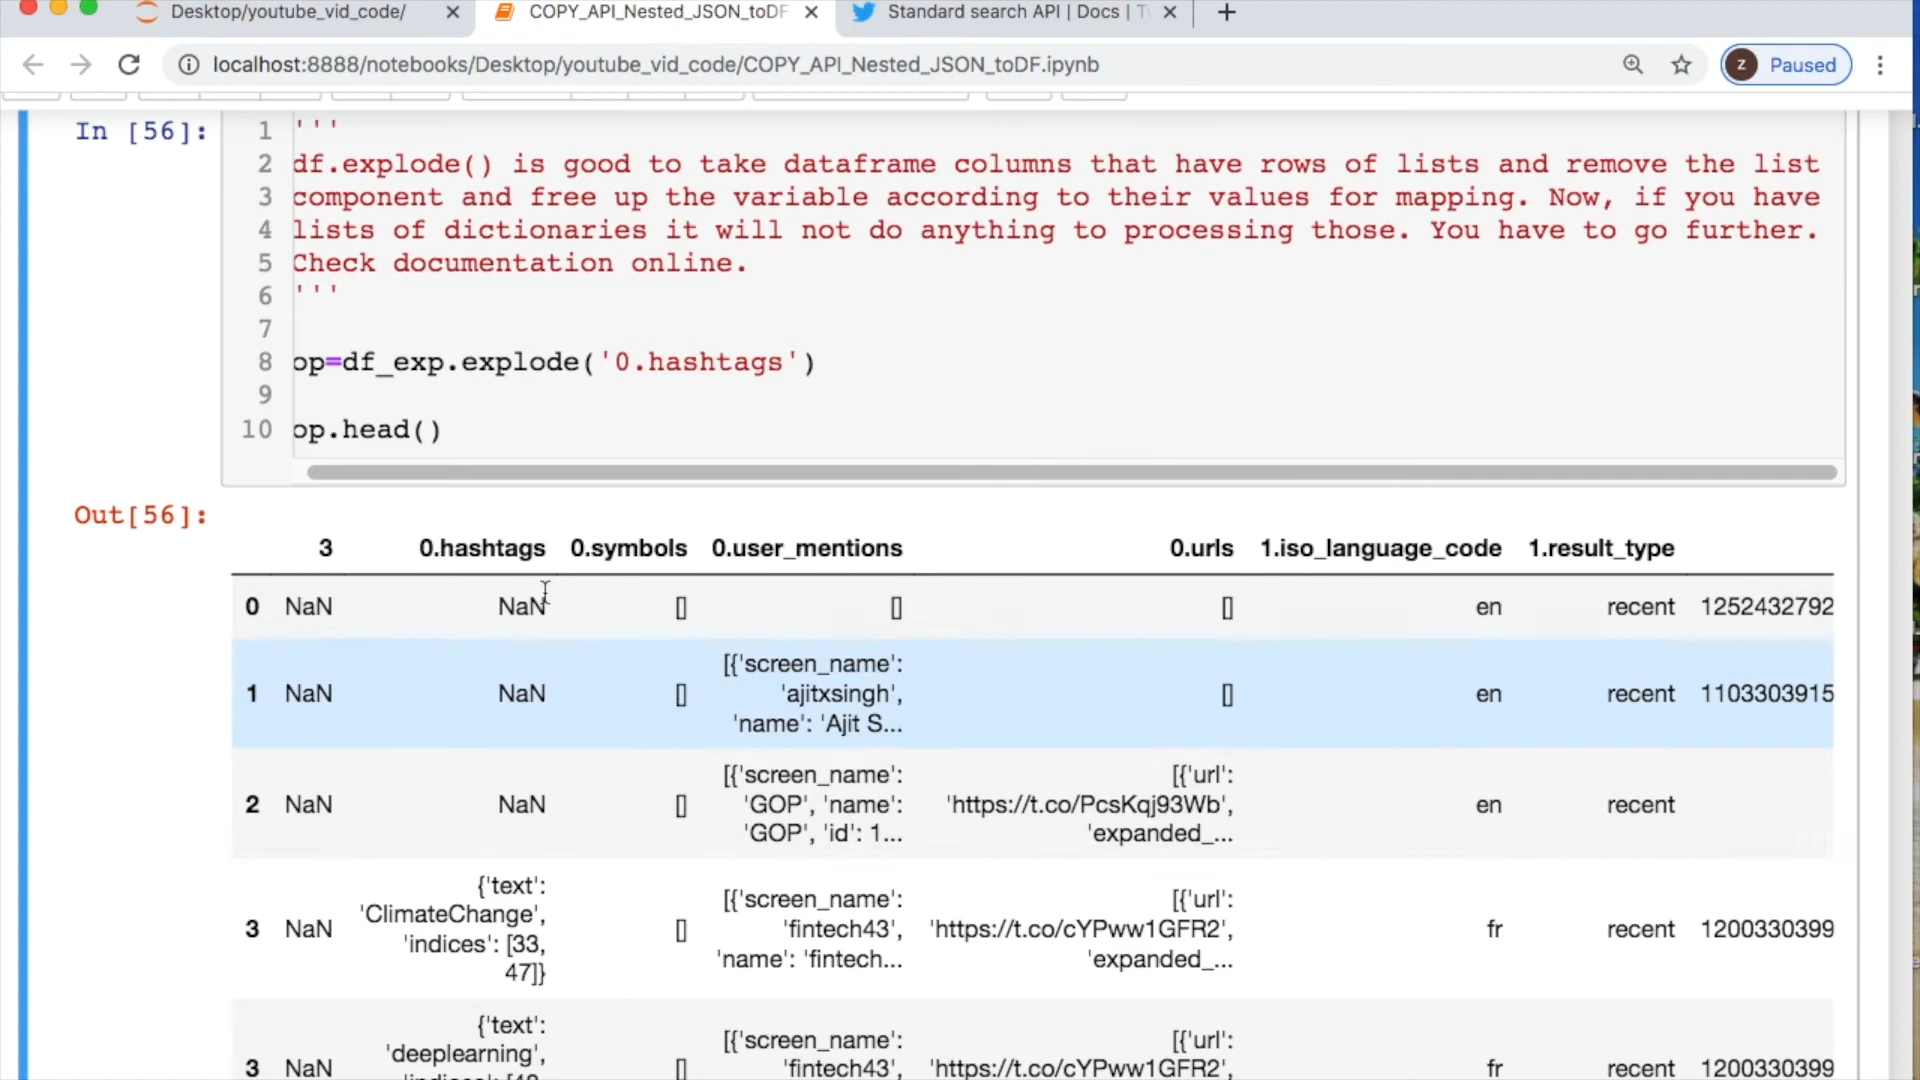 Desktop/youtube_vid_code/ COPY_API_Nested_JSON_toDF Standard search API | Docs | Tw
localhost:8888/notebooks/Desktop/youtube_vid_code/COPY_API_Nested_JSON_toDF.ipynb z Paused
In [56]:
1 '''
2 df.explode() is good to take dataframe columns that have rows of lists and remove the list
3 component and free up the variable according to their values for mapping. Now, if you have
4 lists of dictionaries it will not do anything to processing those. You have to go further.
5 Check documentation online.
6 '''
7
8 op=df_exp.explode('0.hashtags')
9
10 op.head()
Out[56]:
3 0.hashtags 0.symbols 0.user_mentions 0.urls 1.iso_language_code 1.result_type
0 NaN NaN [] [] [] en recent 1252432792
[{'screen_name':
1 NaN NaN [] 'ajitxsingh', [] en recent 1103303915
'name': 'Ajit S...
[{'screen_name': [{'url':
2 NaN NaN [] 'GOP', 'name': 'https://t.co/PcsKqj93Wb', en recent
'GOP', 'id': 1... 'expanded_...
{'text':
'ClimateChange', [{'screen_name': [{'url':
3 NaN 'indices': [33, [] 'fintech43', 'https://t.co/cYPww1GFR2', fr recent 1200330399
47]} 'name': 'fintech... 'expanded_...
{'text':
'deeplearning', [{'screen_name': [{'url':
3 NaN [] 'fintech43', 'https://t.co/cYPww1GFR2', fr recent 1200330399